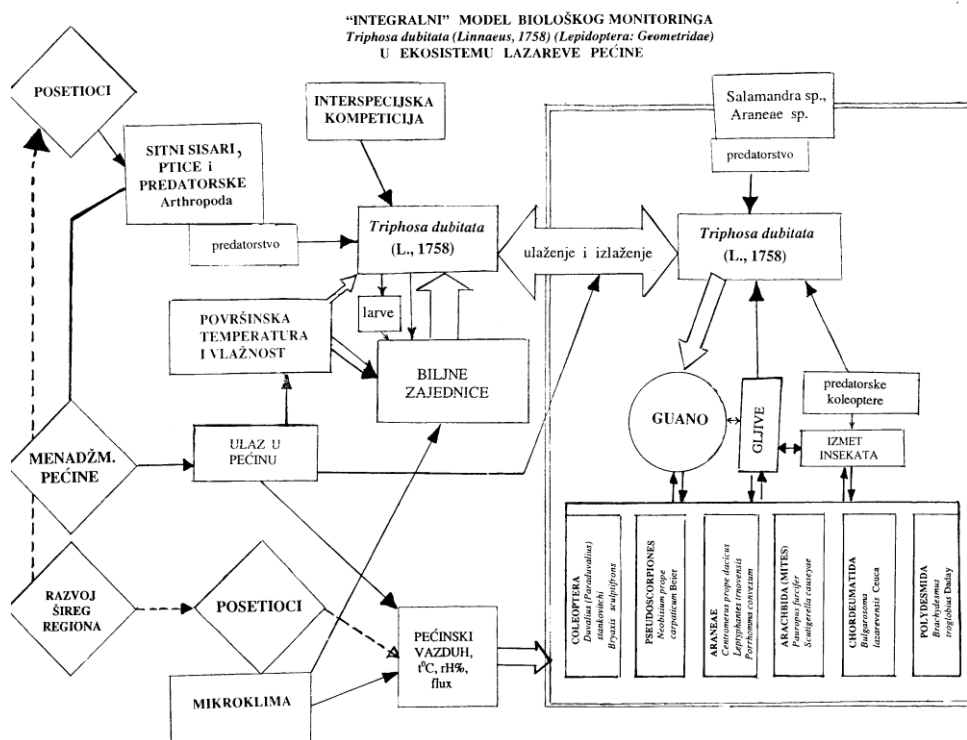 “INTEGRALNI” MODEL BIOLOŠKOG MONITORINGA
Triphosa dubitata (Linnaeus, 1758) (Lepidoptera: Geometridae)
U EKOSISTEMU LAZAREVE PEĆINE
POSETIOCI
SITNI SISARI,
PTICE i
PREDATORSKE
Arthropoda
predatorstvo
INTERSPECIJSKA
KOMPETICIJA
Triphosa dubitata
(L., 1758)
ulaženje i izlaženje
Salamandra sp.,
Araneae sp.
predatorstvo
Triphosa dubitata
(L., 1758)
POVRŠINSKA
TEMPERATURA
I VLAŽNOST
larve
BILJNE
ZAJEDNICE
GUANO
GLJIVE
predatorske
koleoptere
IZMET
INSEKATA
MENADŽM.
PEĆINE
ULAZ U
PEĆINU
RAZVOJ
ŠIREG
REGIONA
POSETIOCI
MIKROKLIMA
PEĆINSKI
VAZDUH,
t⁰C, rH%,
flux
COLEOPTERA
Duvalius (Paraduvalius)
stankovitchi
Bryaxis sculptifrons
PSEUDOSCORPIONES
Neobisium prope
carpaticum Beier
ARANEAE
Centromerus prope dacicus
Leptyphantes trnovensis
Porrhomma convexum
ARACHBIDA (MITES)
Pauropus furcifer
Scutigerella causeyae
CHORDEUMATIDA
Bulgarosoma
lazarevensis Ceuca
POLYDESMIDA
Brachydesmus
troglobius Daday